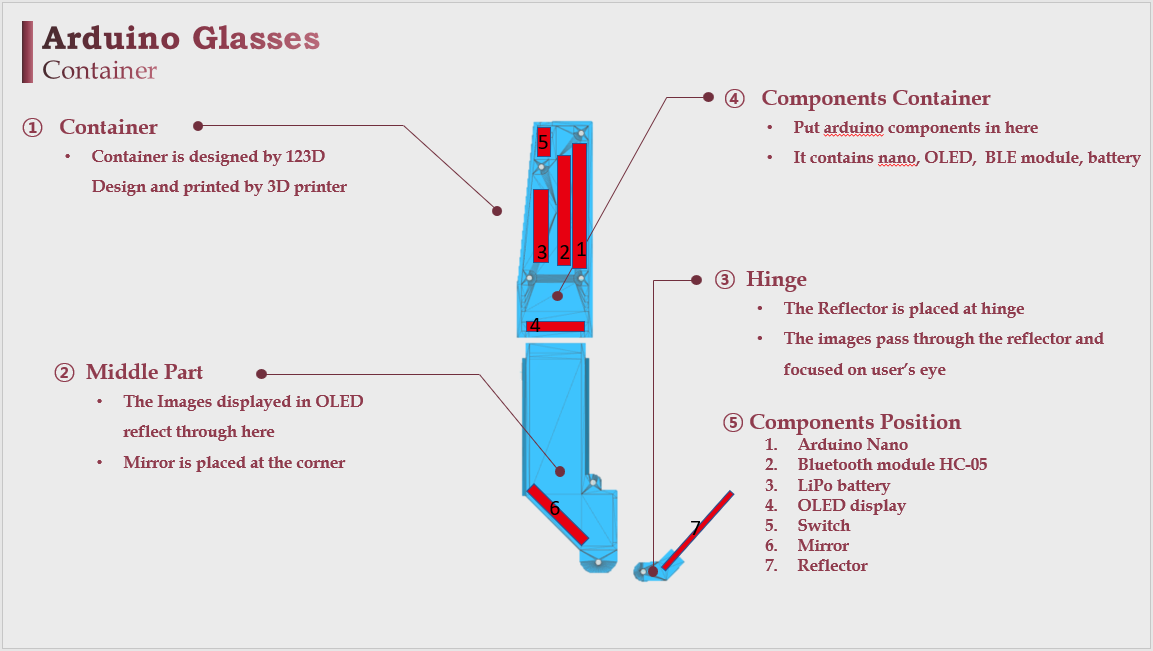 Arduino Glasses
Container
① Container
• Container is designed by 123D
Design and printed by 3D printer
② Middle Part
• The Images displayed in OLED
reflect through here
• Mirror is placed at the corner
④ Components Container
• Put arduino components in here
• It contains nano, OLED, BLE module, battery
③ Hinge
• The Reflector is placed at hinge
• The images pass through the reflector and
focused on user's eye
⑤ Components Position
1. Arduino Nano
2. Bluetooth module HC-05
3. LiPo battery
4. OLED display
5. Switch
6. Mirror
7. Reflector
5
3 2 1
4
6
7